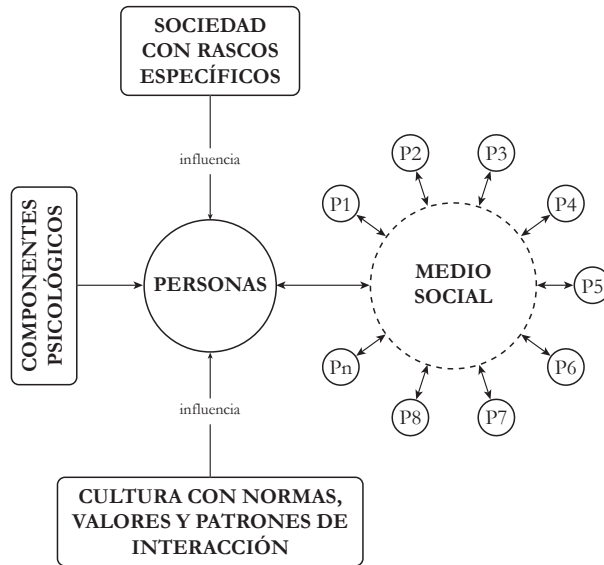 SOCIEDAD
CON RASCOS
ESPECÍFICOS
influencia
COMPONENTES
PSICOLÓGICOS
PERSONAS
MEDIO
SOCIAL
P1
P2
P3
P4
P5
P6
P7
P8
Pn
influencia
CULTURA CON NORMAS,
VALORES Y PATRONES DE
INTERACCIÓN